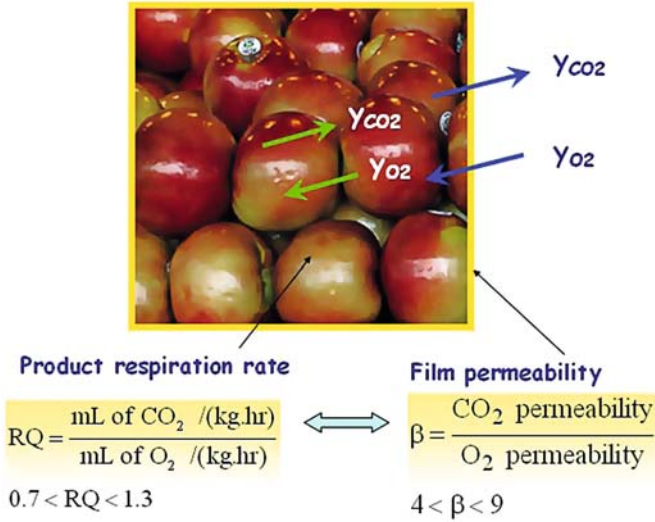 Yco2
Yco2
Yo2
Yo2
Product respiration rate
Film permeability
RQ = mL of CO₂ /(kg.hr) / mL of O₂ /(kg.hr)
β = CO₂ permeability / O₂ permeability
0.7 < RQ < 1.3
4 < β < 9